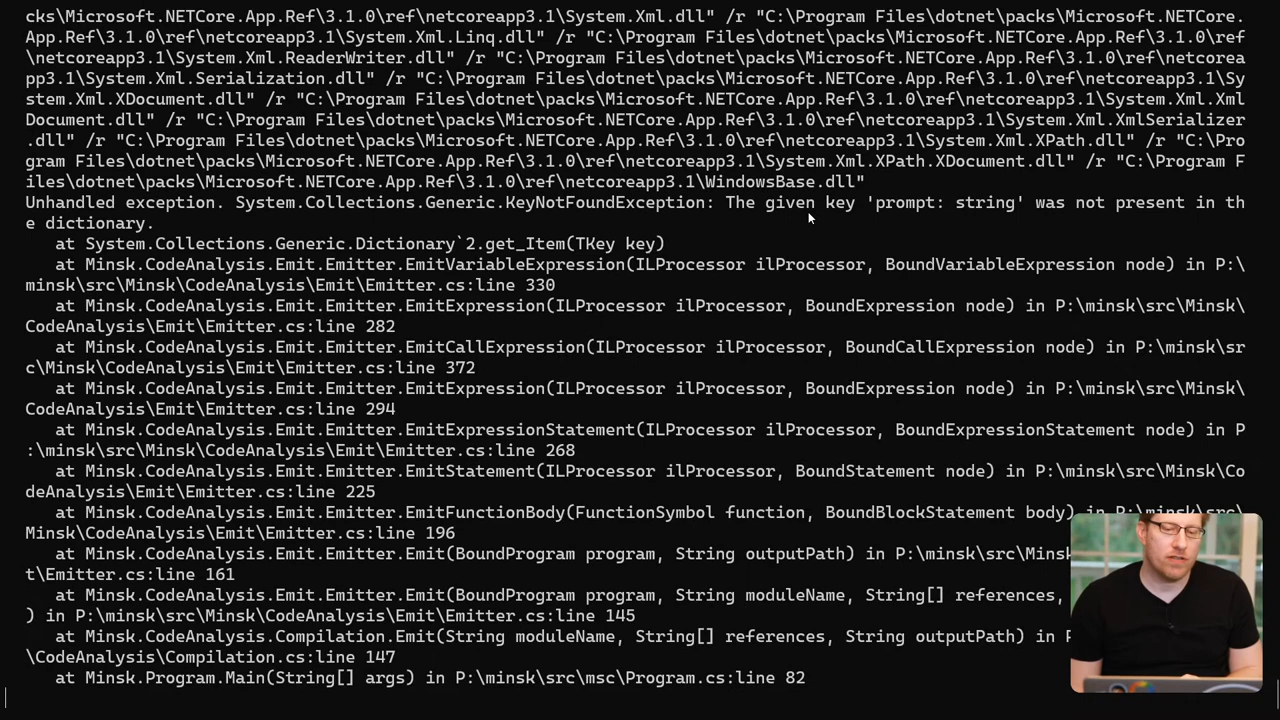 cks\Microsoft.NETCore.App.Ref\3.1.0\ref\netcoreapp3.1\System.Xml.dll" /r "C:\Program Files\dotnet\packs\Microsoft.NETCore.
App.Ref\3.1.0\ref\netcoreapp3.1\System.Xml.Linq.dll" /r "C:\Program Files\dotnet\packs\Microsoft.NETCore.App.Ref\3.1.0\ref
\netcoreapp3.1\System.Xml.ReaderWriter.dll" /r "C:\Program Files\dotnet\packs\Microsoft.NETCore.App.Ref\3.1.0\ref\netcorea
pp3.1\System.Xml.Serialization.dll" /r "C:\Program Files\dotnet\packs\Microsoft.NETCore.App.Ref\3.1.0\ref\netcoreapp3.1\Sy
stem.Xml.XDocument.dll" /r "C:\Program Files\dotnet\packs\Microsoft.NETCore.App.Ref\3.1.0\ref\netcoreapp3.1\System.Xml.Xml
Document.dll" /r "C:\Program Files\dotnet\packs\Microsoft.NETCore.App.Ref\3.1.0\ref\netcoreapp3.1\System.Xml.XmlSerializer
.dll" /r "C:\Program Files\dotnet\packs\Microsoft.NETCore.App.Ref\3.1.0\ref\netcoreapp3.1\System.Xml.XPath.dll" /r "C:\Pro
gram Files\dotnet\packs\Microsoft.NETCore.App.Ref\3.1.0\ref\netcoreapp3.1\System.Xml.XPath.XDocument.dll" /r "C:\Program F
iles\dotnet\packs\Microsoft.NETCore.App.Ref\3.1.0\ref\netcoreapp3.1\WindowsBase.dll"
Unhandled exception. System.Collections.Generic.KeyNotFoundException: The given key 'prompt: string' was not present in th
e dictionary.
   at System.Collections.Generic.Dictionary`2.get_Item(TKey key)
   at Minsk.CodeAnalysis.Emit.Emitter.EmitVariableExpression(ILProcessor ilProcessor, BoundVariableExpression node) in P:\
minsk\src\Minsk\CodeAnalysis\Emit\Emitter.cs:line 330
   at Minsk.CodeAnalysis.Emit.Emitter.EmitExpression(ILProcessor ilProcessor, BoundExpression node) in P:\minsk\src\Minsk\
CodeAnalysis\Emit\Emitter.cs:line 282
   at Minsk.CodeAnalysis.Emit.Emitter.EmitCallExpression(ILProcessor ilProcessor, BoundCallExpression node) in P:\minsk\sr
c\Minsk\CodeAnalysis\Emit\Emitter.cs:line 372
   at Minsk.CodeAnalysis.Emit.Emitter.EmitExpression(ILProcessor ilProcessor, BoundExpression node) in P:\minsk\src\Minsk\
CodeAnalysis\Emit\Emitter.cs:line 294
   at Minsk.CodeAnalysis.Emit.Emitter.EmitExpressionStatement(ILProcessor ilProcessor, BoundExpressionStatement node) in P
:\minsk\src\Minsk\CodeAnalysis\Emit\Emitter.cs:line 268
   at Minsk.CodeAnalysis.Emit.Emitter.EmitStatement(ILProcessor ilProcessor, BoundStatement node) in P:\minsk\src\Minsk\Co
deAnalysis\Emit\Emitter.cs:line 225
   at Minsk.CodeAnalysis.Emit.Emitter.EmitFunctionBody(FunctionSymbol function, BoundBlockStatement body) in P:\minsk\src\
Minsk\CodeAnalysis\Emit\Emitter.cs:line 196
   at Minsk.CodeAnalysis.Emit.Emitter.Emit(BoundProgram program, String outputPath) in P:\minsk\src\Minsk
t\Emitter.cs:line 161
   at Minsk.CodeAnalysis.Emit.Emitter.Emit(BoundProgram program, String moduleName, String[] references,
) in P:\minsk\src\Minsk\CodeAnalysis\Emit\Emitter.cs:line 145
   at Minsk.CodeAnalysis.Compilation.Emit(String moduleName, String[] references, String outputPath) in P
\CodeAnalysis\Compilation.cs:line 147
   at Minsk.Program.Main(String[] args) in P:\minsk\src\msc\Program.cs:line 82